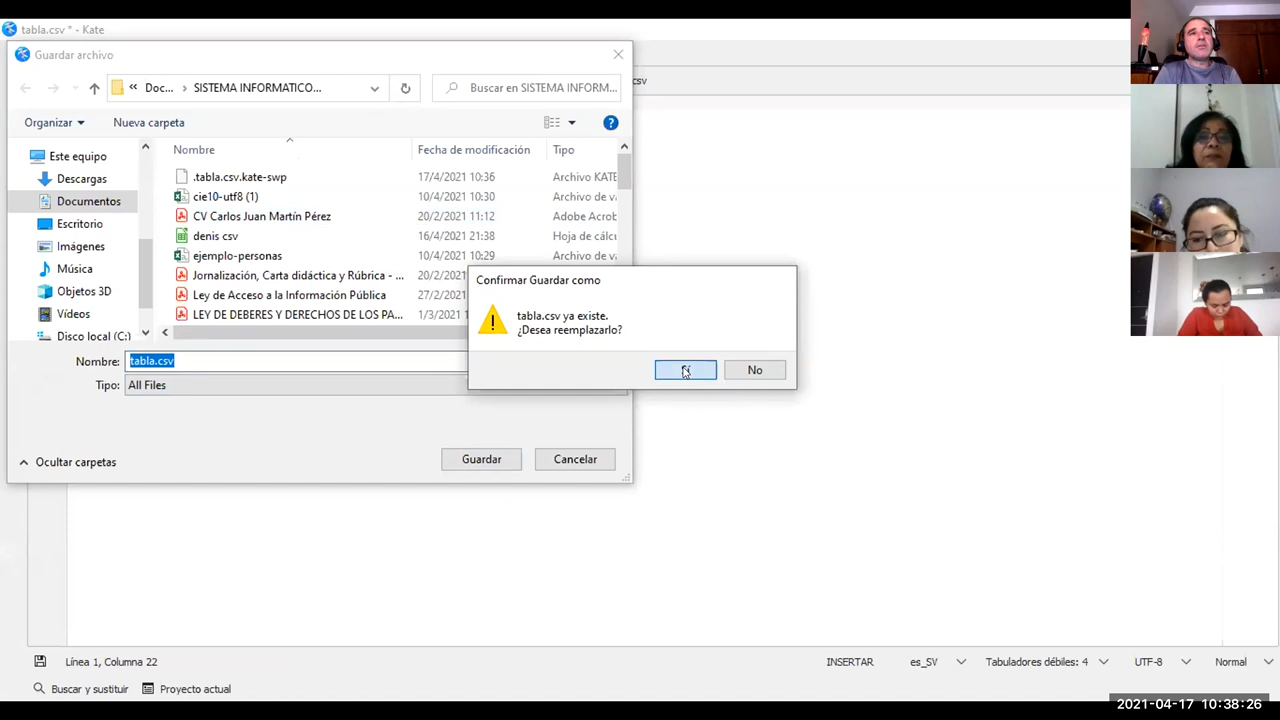 tabla.csv * - Kate
Guardar archivo
« Doc... › SISTEMA INFORMATICO...
Buscar en SISTEMA INFORM...
csv
Organizar
Nueva carpeta
Nombre
Fecha de modificación
Tipo
Este equipo
Descargas
Documentos
Escritorio
Imágenes
Música
Objetos 3D
Vídeos
Disco local (C:)
.tabla.csv.kate-swp 17/4/2021 10:36 Archivo KATE
cie10-utf8 (1) 10/4/2021 10:30 Archivo de v
CV Carlos Juan Martín Pérez 20/2/2021 11:12 Adobe Acrob
denis csv 16/4/2021 21:38 Hoja de cálc
ejemplo-personas 10/4/2021 10:29 Archivo de v
Jornalización, Carta didáctica y Rúbrica - ... 20/2
Ley de Acceso a la Información Pública 27/2
LEY DE DEBERES Y DERECHOS DE LOS PA... 1/3
Confirmar Guardar como
tabla.csv ya existe.
¿Desea reemplazarlo?
No
Nombre: tabla.csv
Tipo: All Files
Ocultar carpetas
Guardar
Cancelar
Línea 1, Columna 22
INSERTAR
es_SV
Tabuladores débiles: 4
UTF-8
Normal
Buscar y sustituir
Proyecto actual
2021-04-17 10:38:26